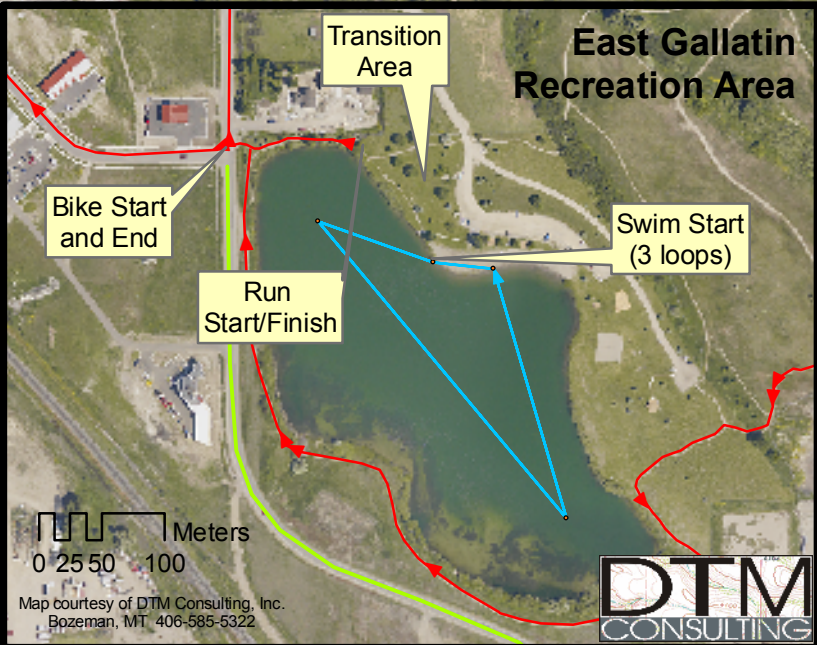 East Gallatin
Recreation Area
Transition
Area
Bike Start
and End
Swim Start
(3 loops)
Run
Start/Finish
Meters
0 25 50 100
Map courtesy of DTM Consulting, Inc.
Bozeman, MT 406-585-5322
DTM
CONSULTING